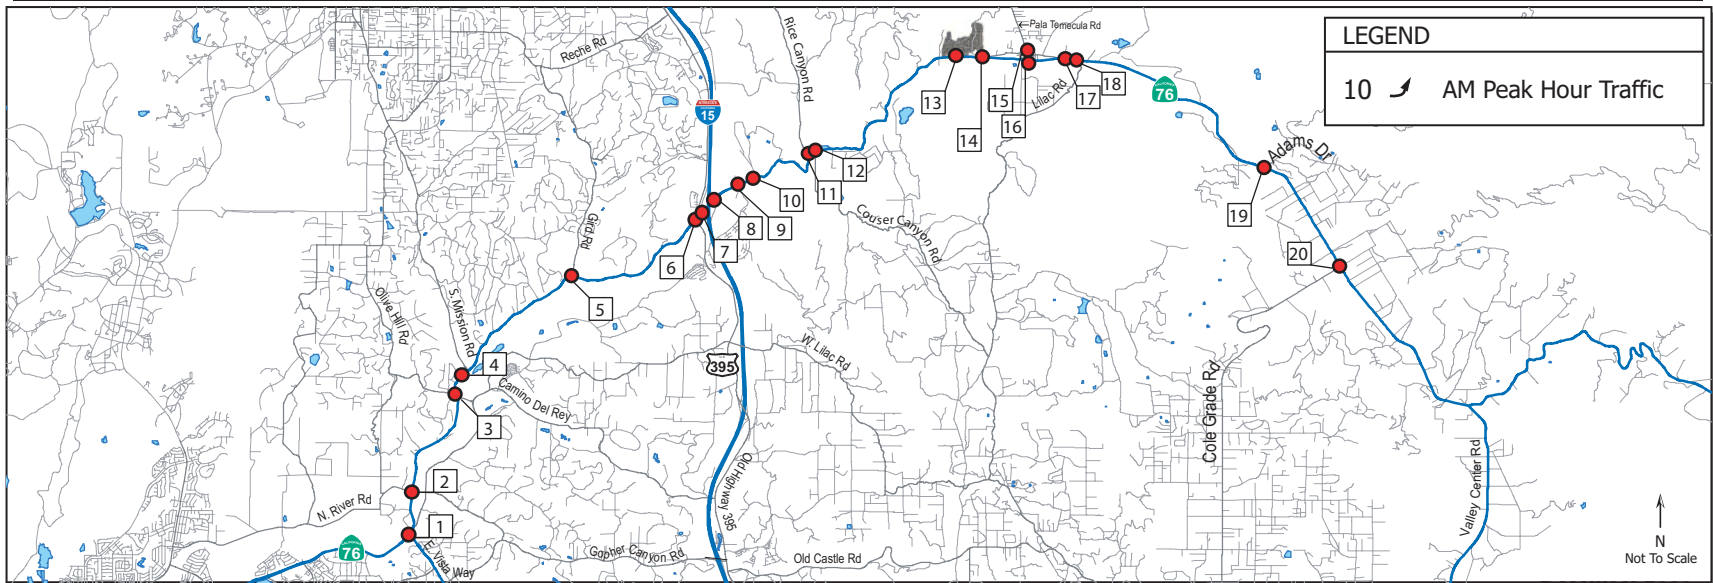 LEGEND
10 AM Peak Hour Traffic
Pala Temecula Rd
Rice Canyon Rd
Reche Rd
INTERSTATE
15
13
14
15
16
Lilac Rd
17
18
76
Adams Dr
19
20
12
11
10
9
8
7
6
Couser Canyon Rd
Gird Rd
5
Olive Hill Rd
S. Mission Rd
4
3
Camino Del Rey
395
W. Lilac Rd
Cole Grade Rd
Valley Center Rd
2
1
N. River Rd
76
E. Vista Way
Gopher Canyon Rd
Old Highway 395
Old Castle Rd
N
Not To Scale